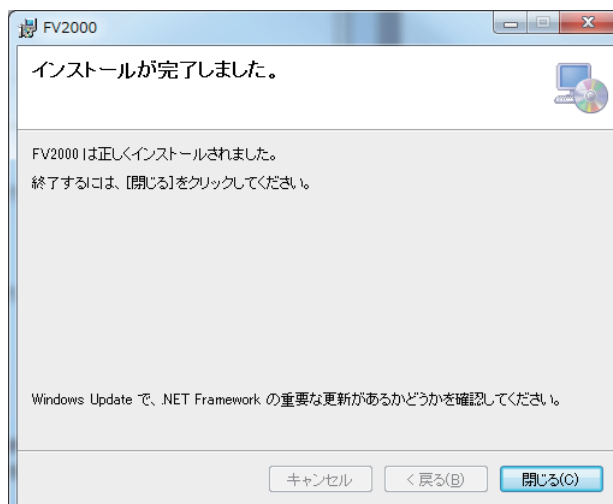 FV2000
インストールが完了しました。
FV2000 は正しくインストールされました。
終了するには、[閉じる]をクリックしてください。
Windows Update で、.NET Framework の重要な更新があるかどうかを確認してください。
キャンセル
< 戻る(B)
閉じる(C)